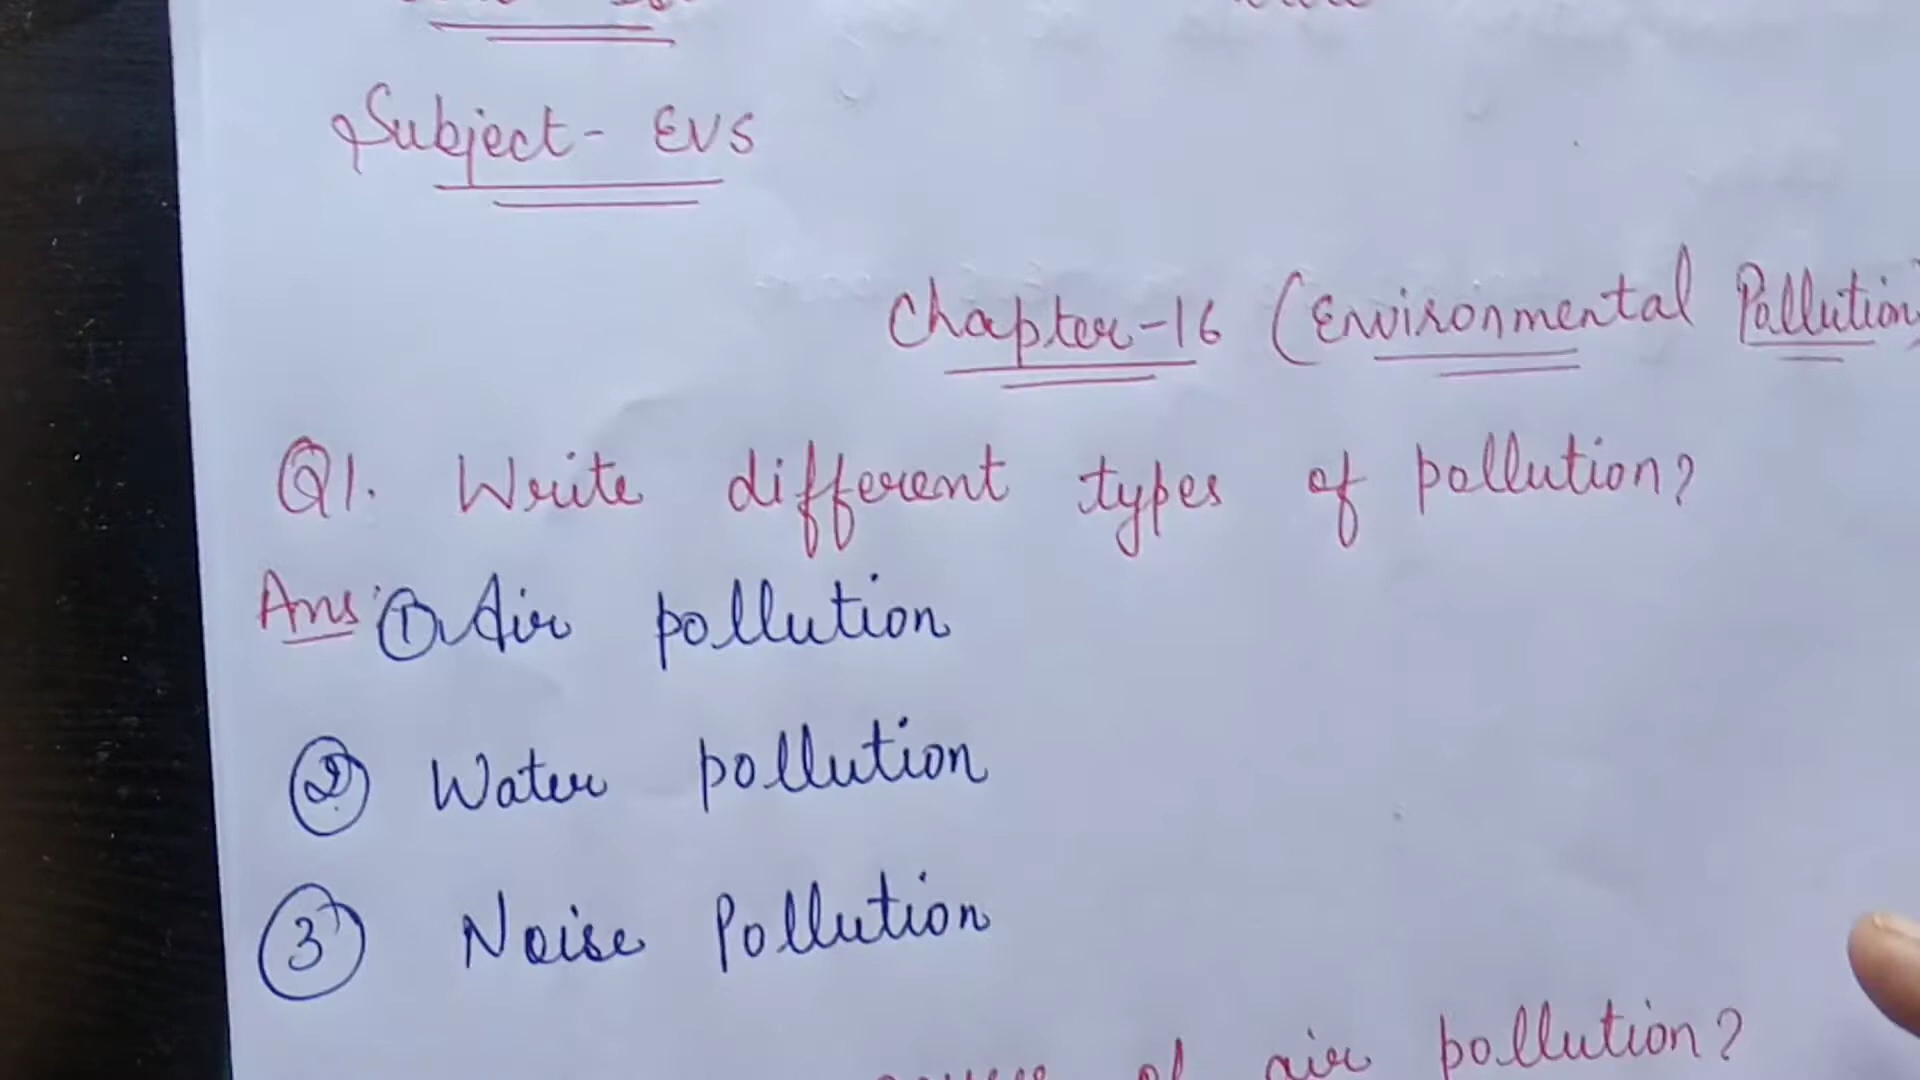 Subject - EVS
Chapter-16 (Environmental Pollution)
Q1. Write different types of pollution?
Ans ① Air pollution
② Water pollution
③ Noise Pollution
of air pollution?